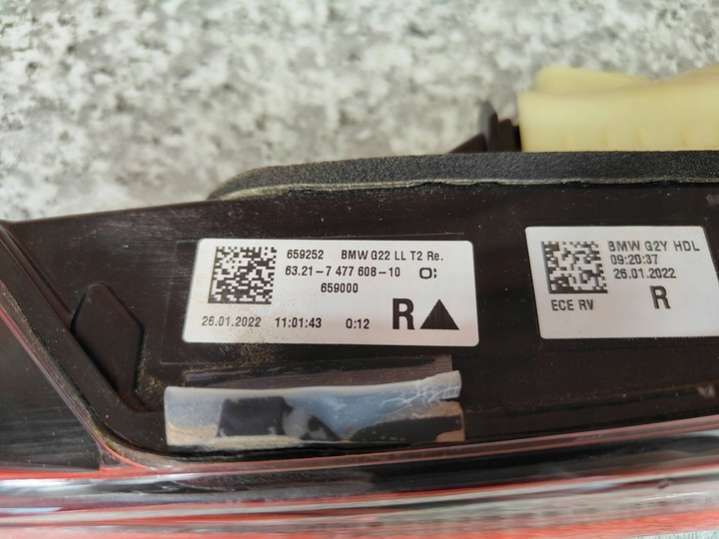 659252 BMW G22 LL T2 Re.
63.21-7 477 608-10
659000
26.01.2022 11:01:43 0:12
R
BMW G2Y HDL
09:20:37
26.01.2022
ECE RV R